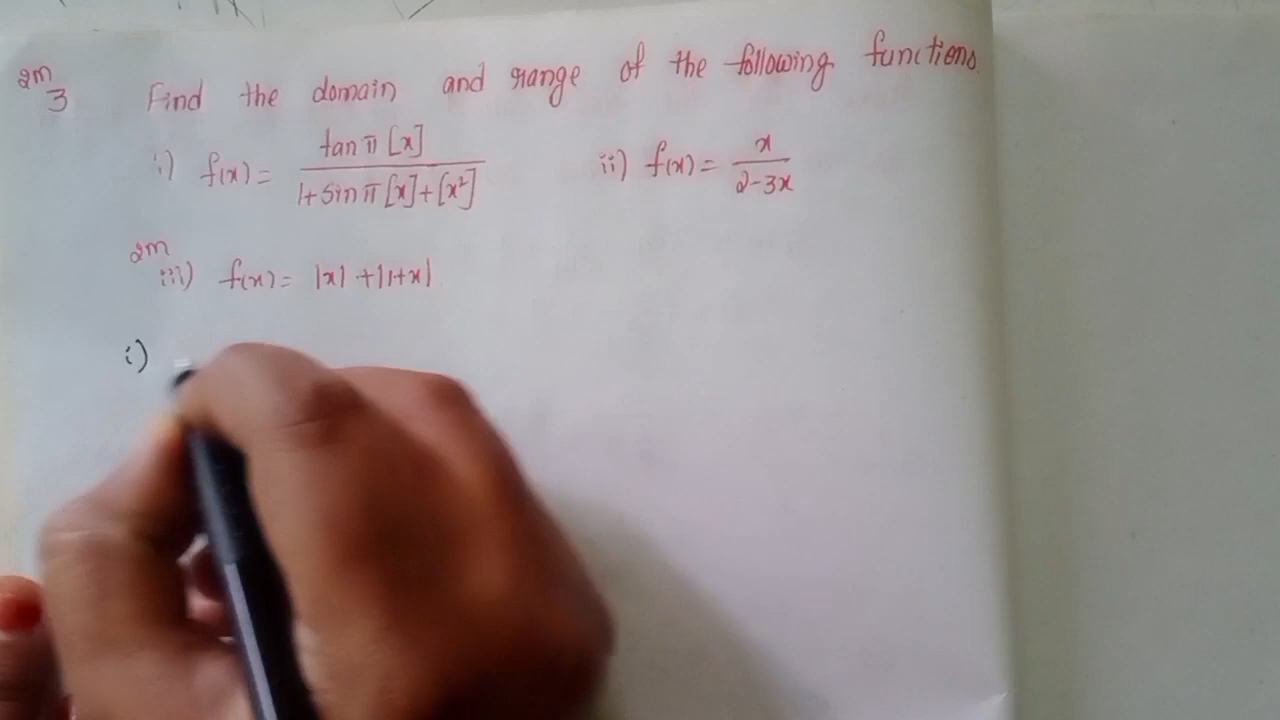 2m
3 Find the domain and range of the following functions
i) f(x) = tan π [x] / 1+ sin π [x] + [x²] ii) f(x) = x / 2-3x
2m
iii) f(x) = |x| + |1+x|
i)